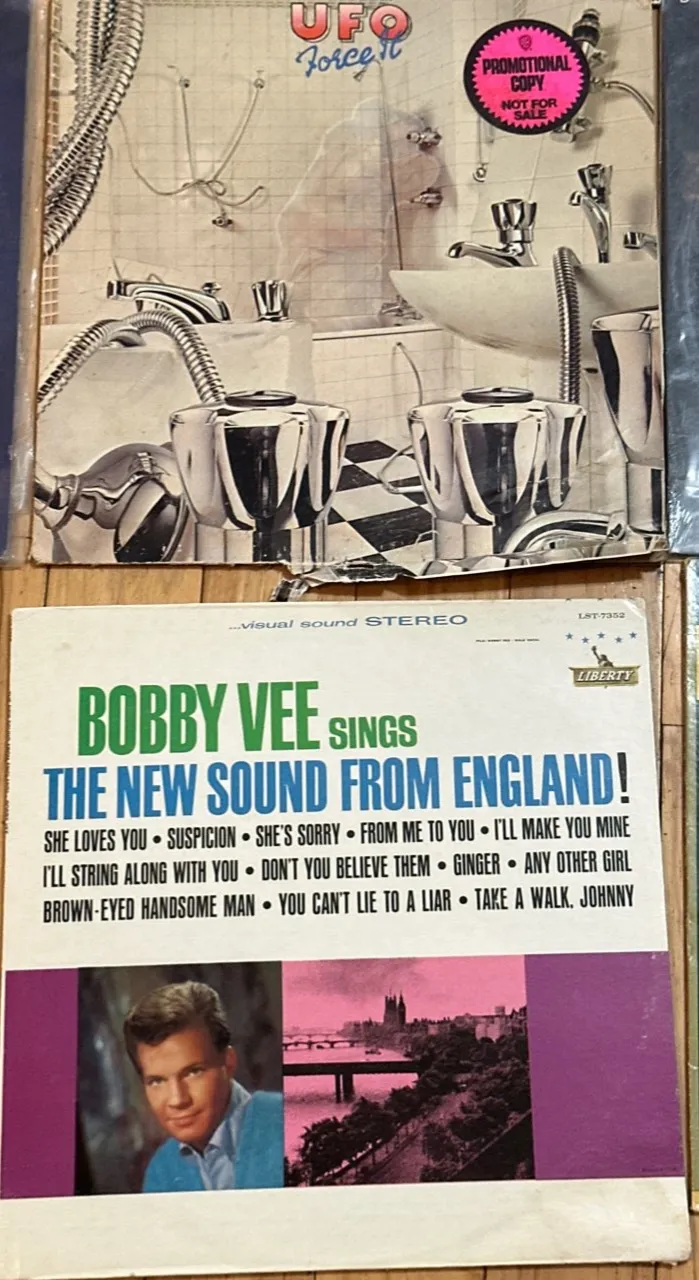 UFO
Force It
PROMOTIONAL
COPY
NOT FOR
SALE
...visual sound STEREO
LST-7352
LIBERTY
BOBBY VEE SINGS
THE NEW SOUND FROM ENGLAND!
SHE LOVES YOU • SUSPICION • SHE'S SORRY • FROM ME TO YOU • I'LL MAKE YOU MINE
I'LL STRING ALONG WITH YOU • DON'T YOU BELIEVE THEM • GINGER • ANY OTHER GIRL
BROWN-EYED HANDSOME MAN • YOU CAN'T LIE TO A LIAR • TAKE A WALK, JOHNNY